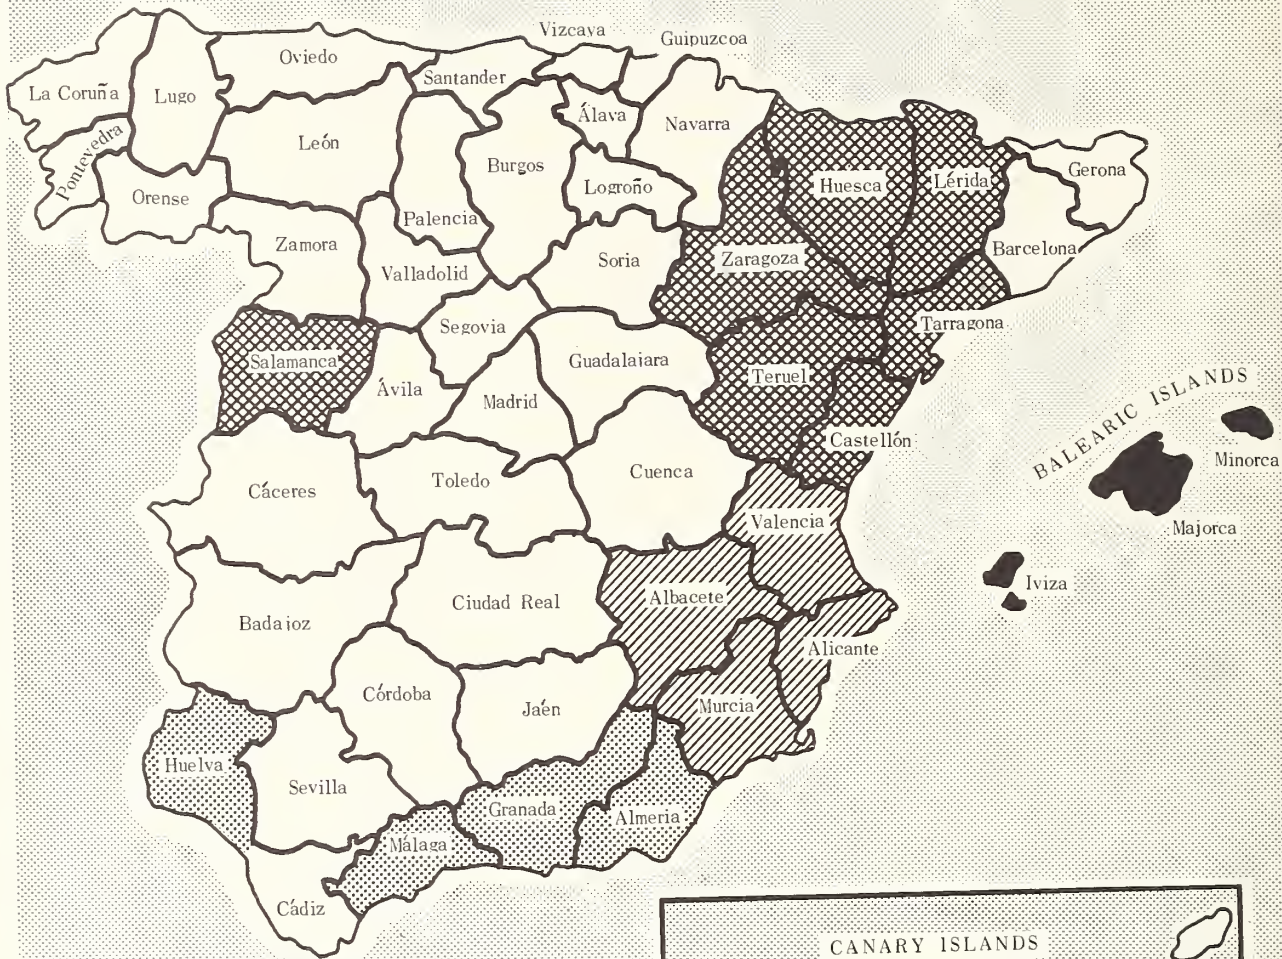 Vizcaya
Guipuzcoa
Oviedo
Santander
La Coruña
Lugo
Álava
Navarra
León
Pontevedra
Burgos
Huesca
Lérida
Gerona
Orense
Logroño
Palencia
Zamora
Barcelona
Valladolid
Soria
Zaragoza
Segovia
Tarragona
Salamanca
Guadalaiara
Teruel
Ávila
Madrid
BALEARIC ISLANDS
Castellón
Minorca
Cáceres
Toledo
Cuenca
Valencia
Majorca
Iviza
Albacete
Ciudad Real
Badaioz
Alicante
Córdoba
Jaén
Murcia
Huelva
Sevilla
Granada
Almeria
Málaga
Cádiz
CANARY ISLANDS